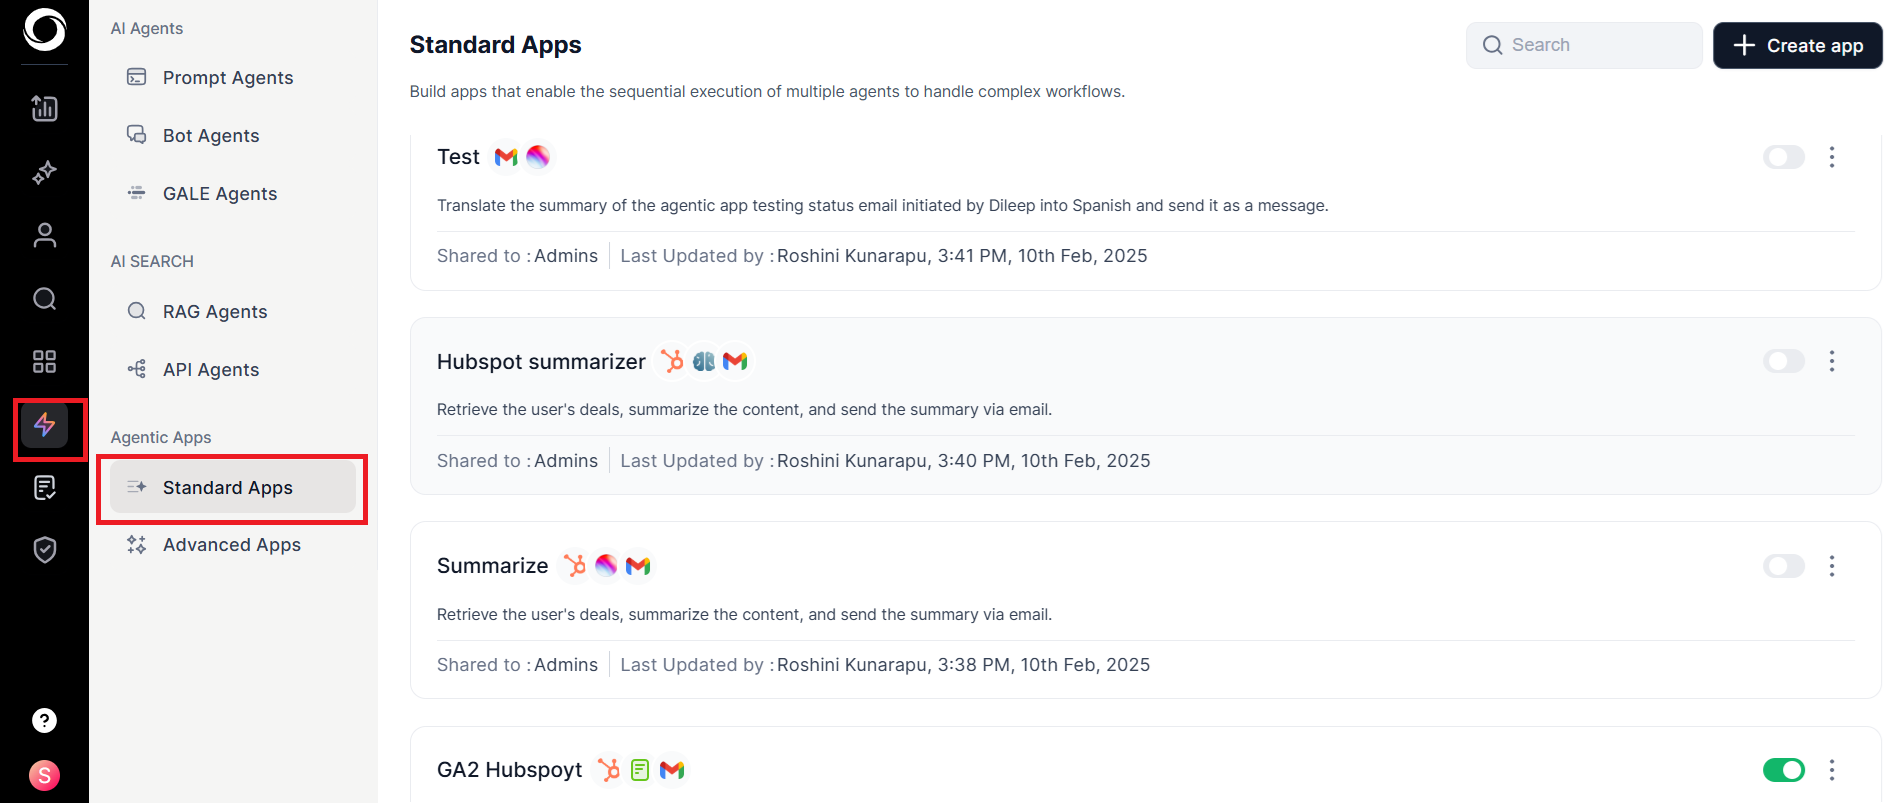 AI Agents
Prompt Agents
Bot Agents
GALE Agents
AI SEARCH
RAG Agents
API Agents
Agentic Apps
Standard Apps
Advanced Apps
?
S
Standard Apps
Search
Create app
Build apps that enable the sequential execution of multiple agents to handle complex workflows.
Test
Translate the summary of the agentic app testing status email initiated by Dileep into Spanish and send it as a message.
Shared to : Admins Last Updated by : Roshini Kunarapu, 3:41 PM, 10th Feb, 2025
Hubspot summarizer
Retrieve the user's deals, summarize the content, and send the summary via email.
Shared to : Admins Last Updated by : Roshini Kunarapu, 3:40 PM, 10th Feb, 2025
Summarize
Retrieve the user's deals, summarize the content, and send the summary via email.
Shared to : Admins Last Updated by : Roshini Kunarapu, 3:38 PM, 10th Feb, 2025
GA2 Hubspoyt